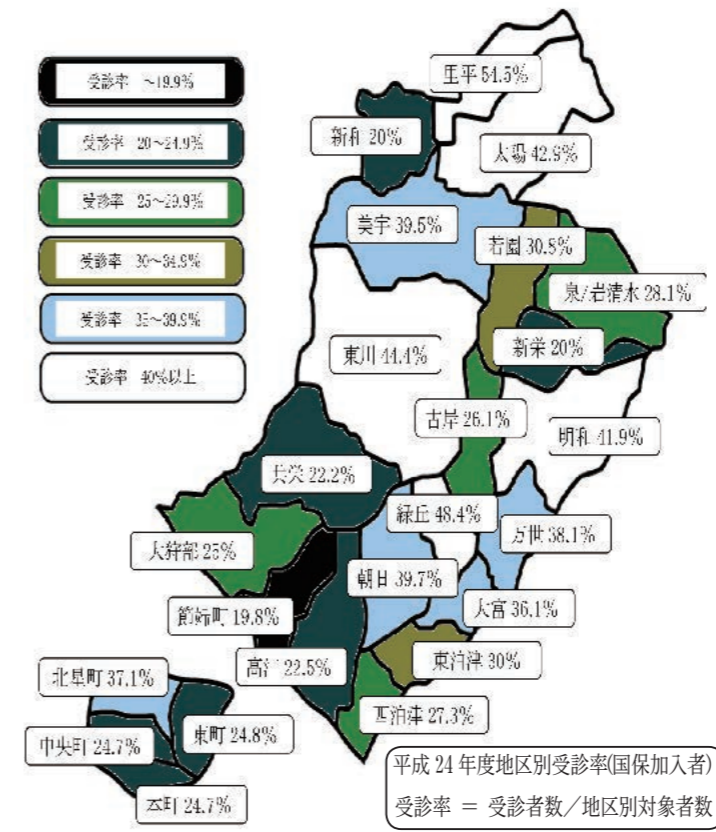 受診率 ~19.9%
受診率 20~24.9%
受診率 25~29.9%
受診率 30~34.9%
受診率 35~39.9%
受診率 40%以上
里平 54.5%
新和 20%
太陽 42.9%
美宇 39.5%
若園 30.8%
泉/岩清水 28.1%
東川 44.4%
新栄 20%
古岸 26.1%
明和 41.9%
共栄 22.2%
緑丘 48.4%
万世 38.1%
大狩部 25%
朝日 39.7%
節婦町 19.8%
大富 36.1%
高江 22.5%
東泊津 30%
北星町 37.1%
西泊津 27.3%
東町 24.8%
中央町 24.7%
本町 24.7%
平成 24 年度地区別受診率(国保加入者)
受診率 = 受診者数/地区別対象者数